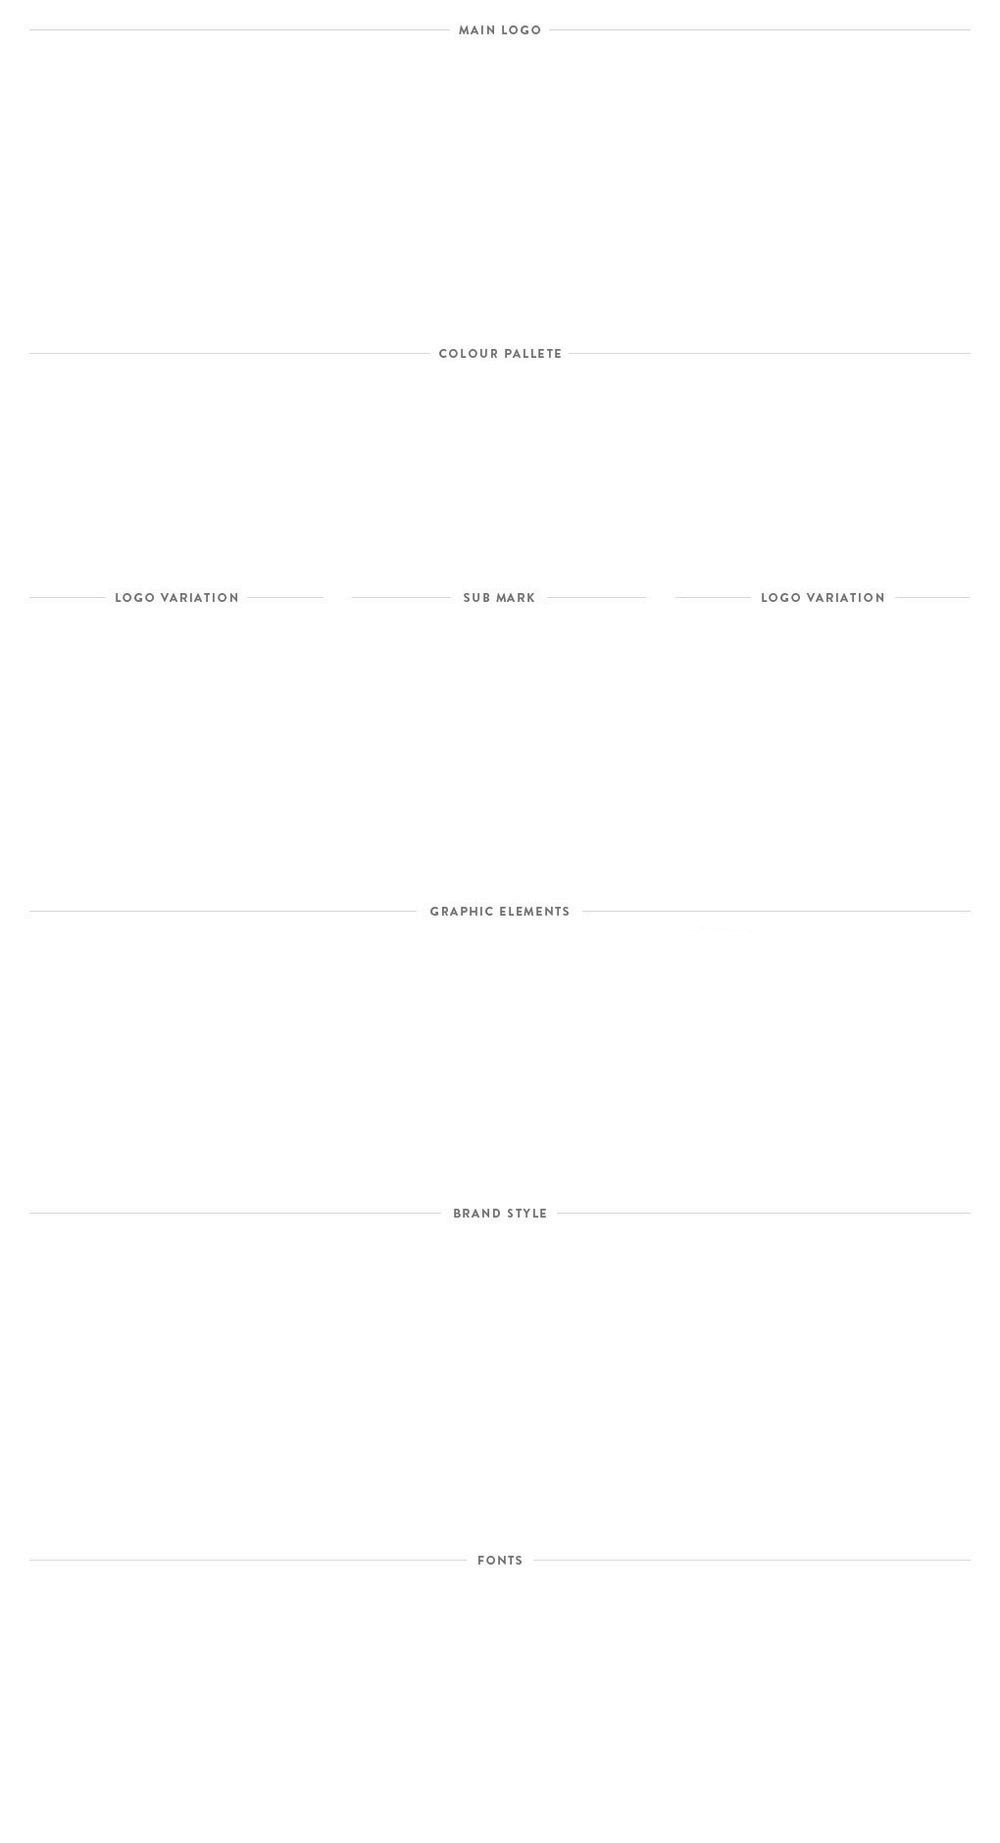 MAIN LOGO
COLOUR PALLETE
LOGO VARIATION
SUB MARK
LOGO VARIATION
GRAPHIC ELEMENTS
BRAND STYLE
FONTS